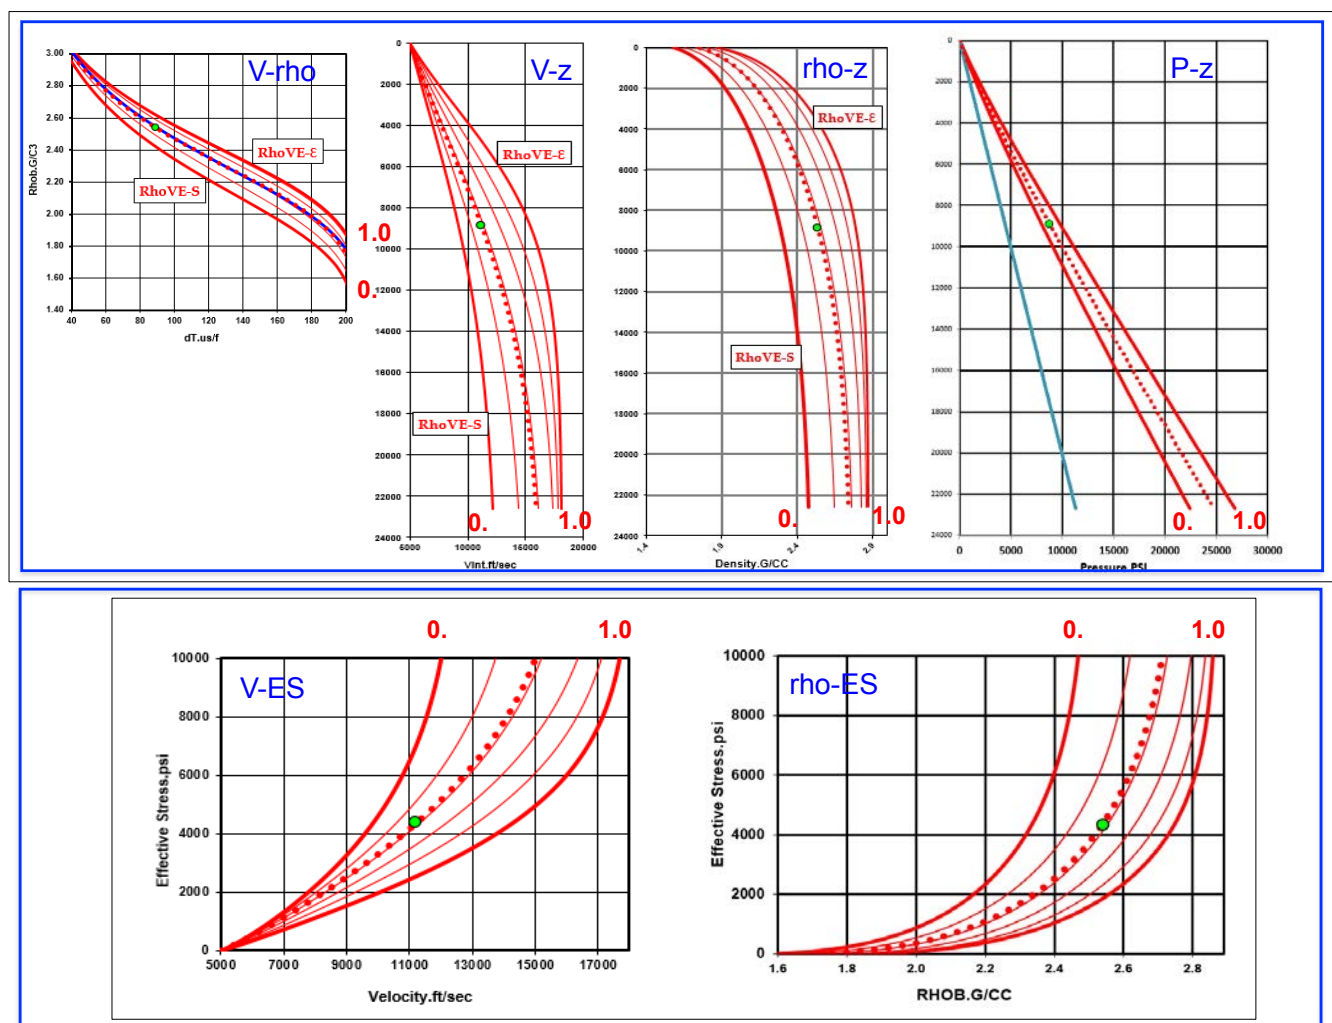 V-rho
3.00
2.80
2.60
2.40
2.20
2.00
1.80
1.60
1.40
Rhob.G/C3
RhoVE-ε
RhoVE-S
1.0
0.
40 60 80 100 120 140 160 180 200
dT.us/f
V-z
0
2000
4000
6000
8000
10000
12000
14000
16000
18000
20000
22000
24000
RhoVE-ε
RhoVE-S
0.
1.0
5000 10000 15000 20000
Vint.ft/sec
rho-z
0
2000
4000
6000
8000
10000
12000
14000
16000
18000
20000
22000
24000
RhoVE-ε
RhoVE-S
0.
1.0
1.4 1.9 2.4 2.9
Density.G/CC
P-z
0
2000
4000
6000
8000
10000
12000
14000
16000
18000
20000
22000
24000
0.
1.0
0 5000 10000 15000 20000 25000 30000
Pressure.PSI
0. 1.0
V-ES
10000
8000
6000
4000
2000
0
Effective Stress.psi
5000 7000 9000 11000 13000 15000 17000
Velocity.ft/sec
0. 1.0
rho-ES
10000
8000
6000
4000
2000
0
Effective Stress.psi
1.6 1.8 2.0 2.2 2.4 2.6 2.8
RHOB.G/CC